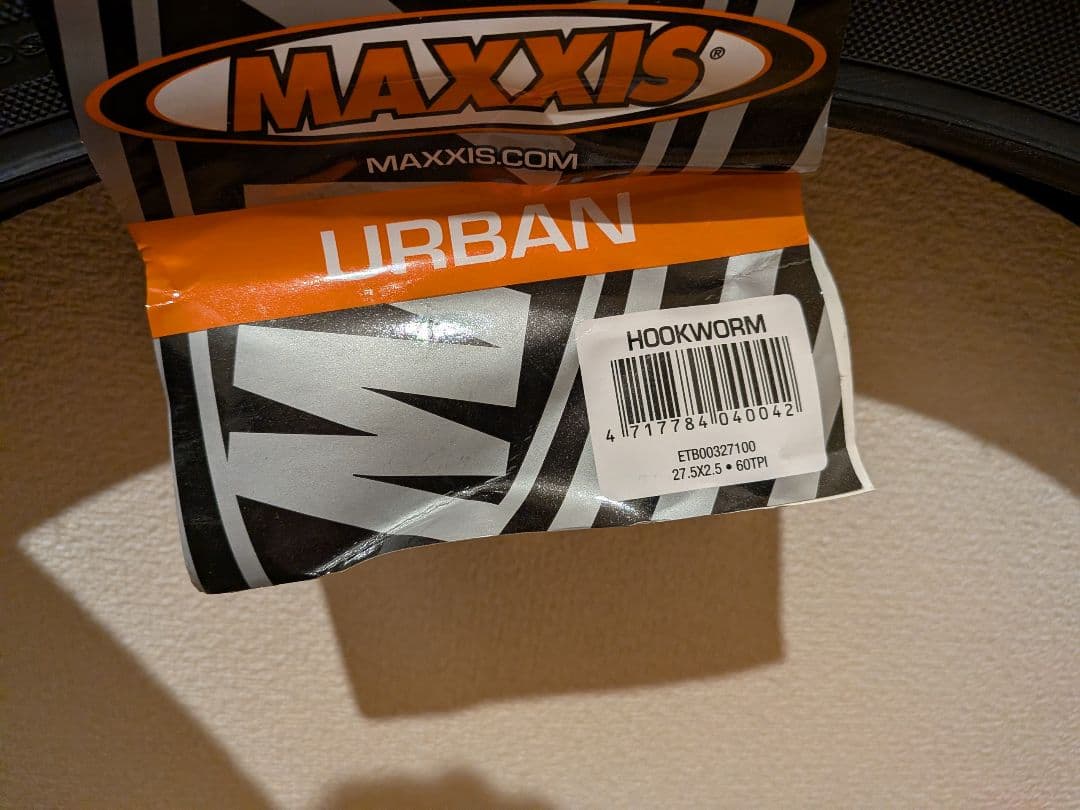 MAXXIS®
MAXXIS.COM
URBAN
HOOKWORM
4 717784 040042
ETB00327100
27.5X2.5 • 60TPI